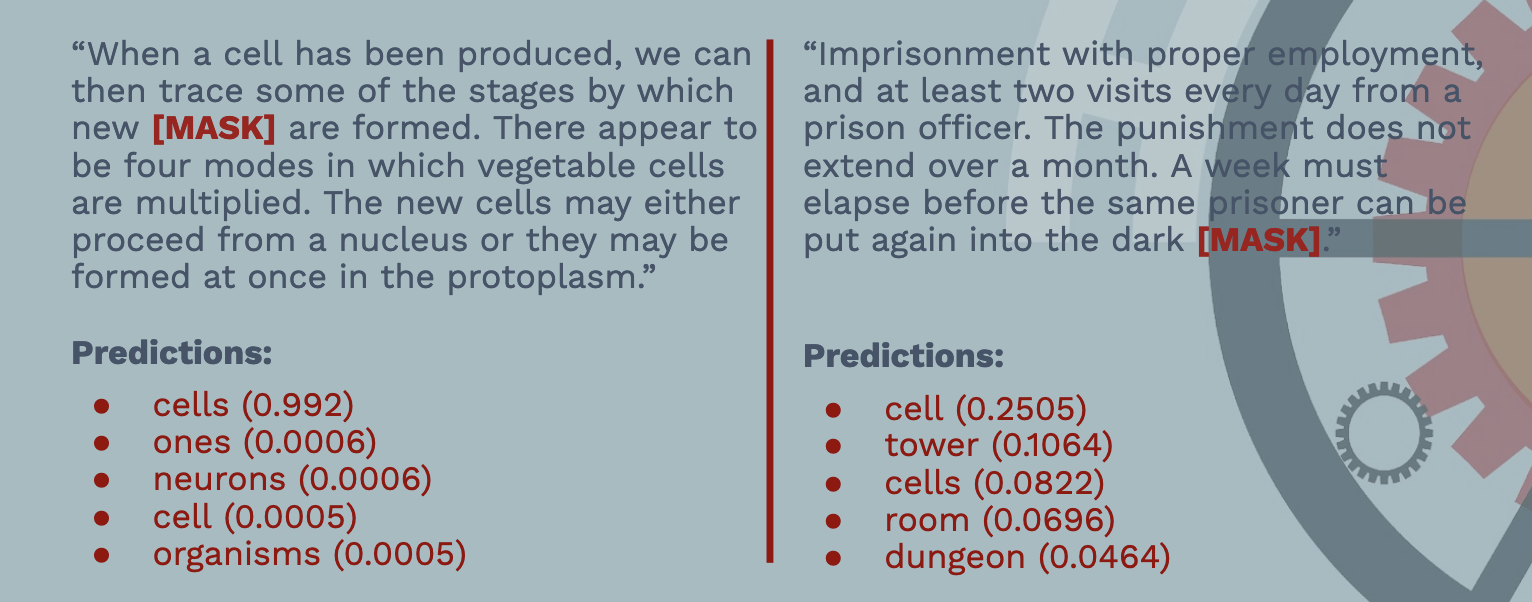 “When a cell has been produced, we can
then trace some of the stages by which
new [MASK] are formed. There appear to
be four modes in which vegetable cells
are multiplied. The new cells may either
proceed from a nucleus or they may be
formed at once in the protoplasm.”
Predictions:
● cells (0.992)
● ones (0.0006)
● neurons (0.0006)
● cell (0.0005)
● organisms (0.0005)
“Imprisonment with proper employment,
and at least two visits every day from a
prison officer. The punishment does not
extend over a month. A week must
elapse before the same prisoner can be
put again into the dark [MASK].”
Predictions:
● cell (0.2505)
● tower (0.1064)
● cells (0.0822)
● room (0.0696)
● dungeon (0.0464)